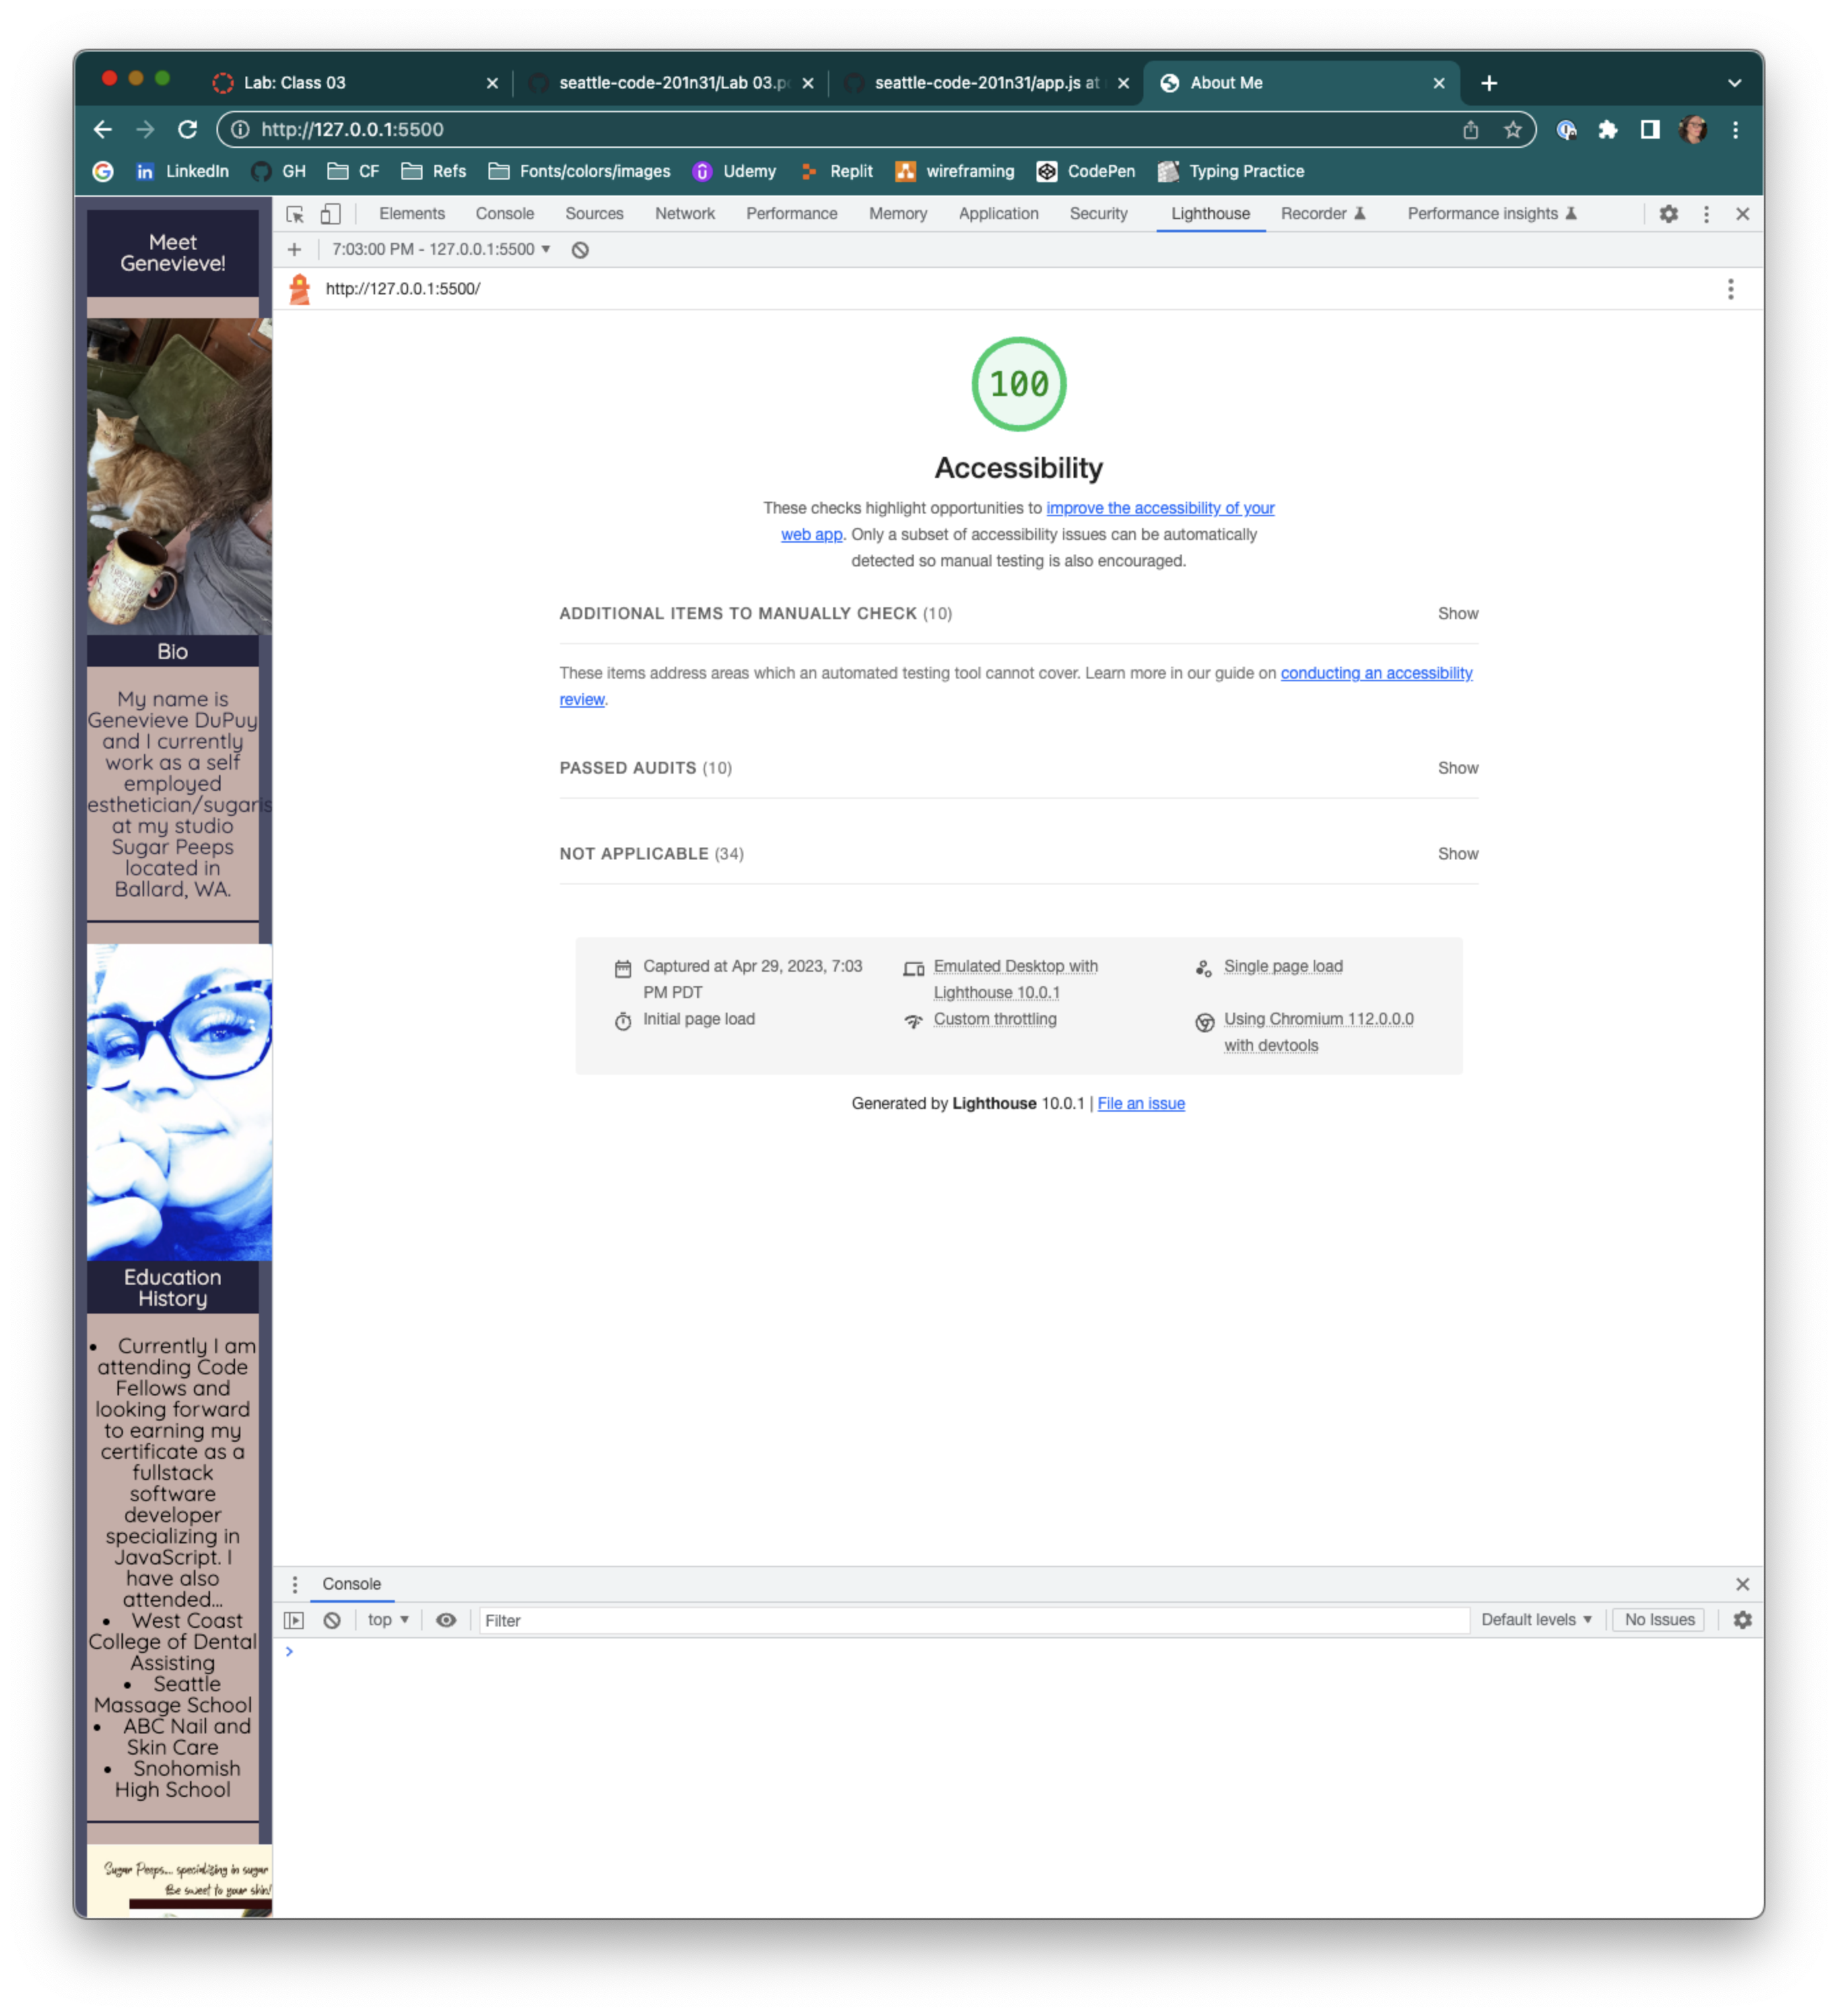 Lab: Class 03
seattle-code-201n31/Lab 03.p
seattle-code-201n31/app.js at
About Me
http://127.0.0.1:5500
LinkedIn GH CF Refs Fonts/colors/images Udemy Replit wireframing CodePen Typing Practice
Meet
Genevieve!
Bio
My name is
Genevieve DuPuy
and I currently
work as a self
employed
esthetician/sugaris
at my studio
Sugar Peeps
located in
Ballard, WA.
Education
History
• Currently I am
attending Code
Fellows and
looking forward
to earning my
certificate as a
fullstack
software
developer
specializing in
JavaScript. I
have also
attended...
• West Coast
College of Dental
Assisting
• Seattle
Massage School
• ABC Nail and
Skin Care
• Snohomish
High School
Sugar Peeps... specializing in sugar
Be sweet to your skin!
Elements Console Sources Network Performance Memory Application Security Lighthouse Recorder Performance insights
7:03:00 PM - 127.0.0.1:5500
http://127.0.0.1:5500/
100
Accessibility
These checks highlight opportunities to improve the accessibility of your
web app. Only a subset of accessibility issues can be automatically
detected so manual testing is also encouraged.
ADDITIONAL ITEMS TO MANUALLY CHECK (10) Show
These items address areas which an automated testing tool cannot cover. Learn more in our guide on conducting an accessibility
review.
PASSED AUDITS (10) Show
NOT APPLICABLE (34) Show
Captured at Apr 29, 2023, 7:03
PM PDT
Emulated Desktop with
Lighthouse 10.0.1
Single page load
Initial page load
Custom throttling
Using Chromium 112.0.0.0
with devtools
Generated by Lighthouse 10.0.1 | File an issue
Console
top Filter Default levels No Issues